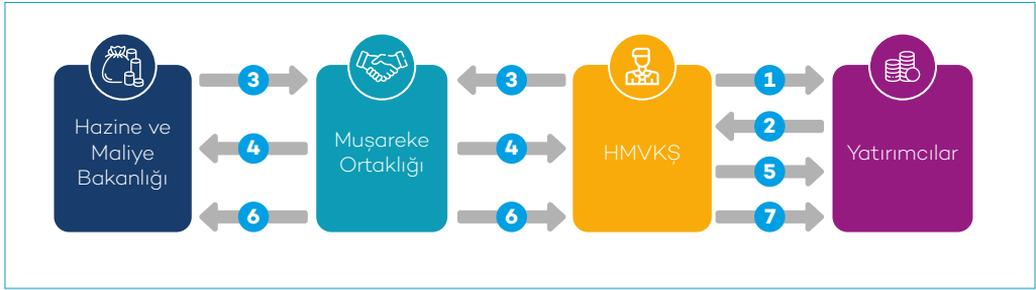 3
3
1
2
Hazine ve
Maliye
Bakanlığı
4
Muşareke
Ortaklığı
4
HMVKŞ
Yatırımcılar
5
6
6
7